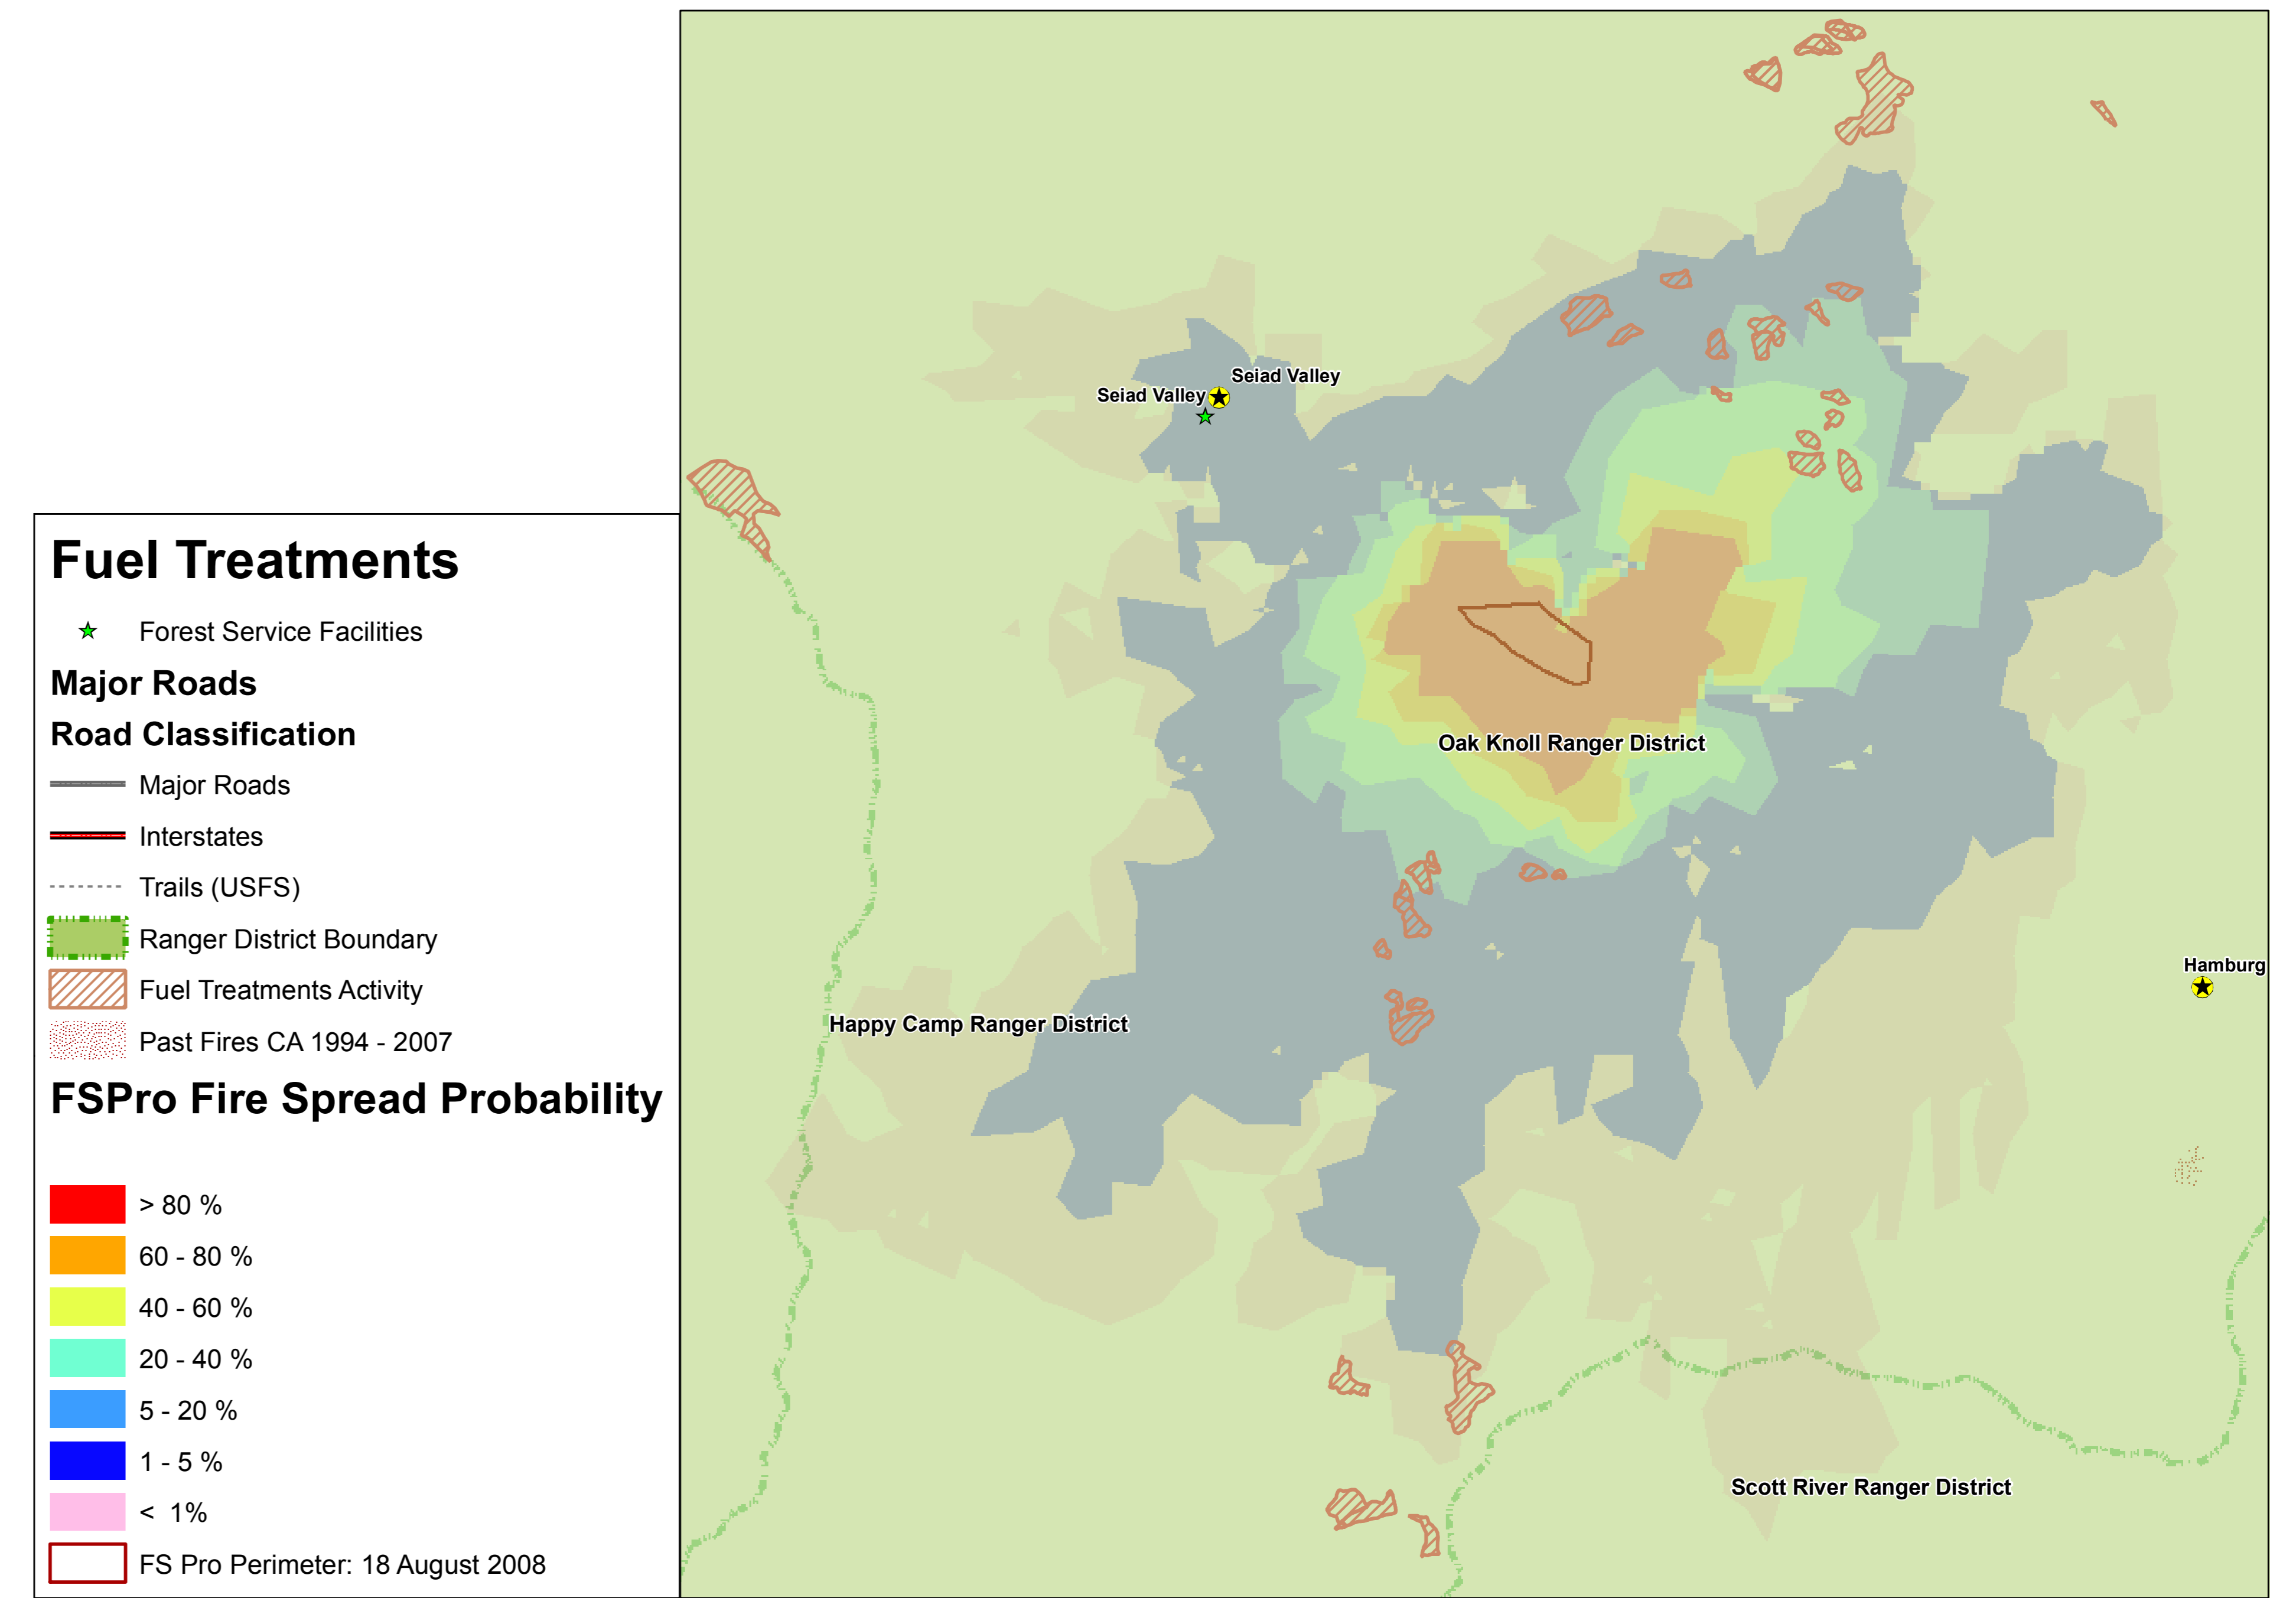 Fuel Treatments
Forest Service Facilities
Major Roads
Road Classification
Major Roads
Interstates
Trails (USFS)
Ranger District Boundary
Fuel Treatments Activity
Past Fires CA 1994 - 2007
FSPro Fire Spread Probability
> 80 %
60 - 80 %
40 - 60 %
20 - 40 %
5 - 20 %
1 - 5 %
< 1%
FS Pro Perimeter: 18 August 2008
Seiad Valley
Seiad Valley
Oak Knoll Ranger District
Hamburg
Happy Camp Ranger District
Scott River Ranger District